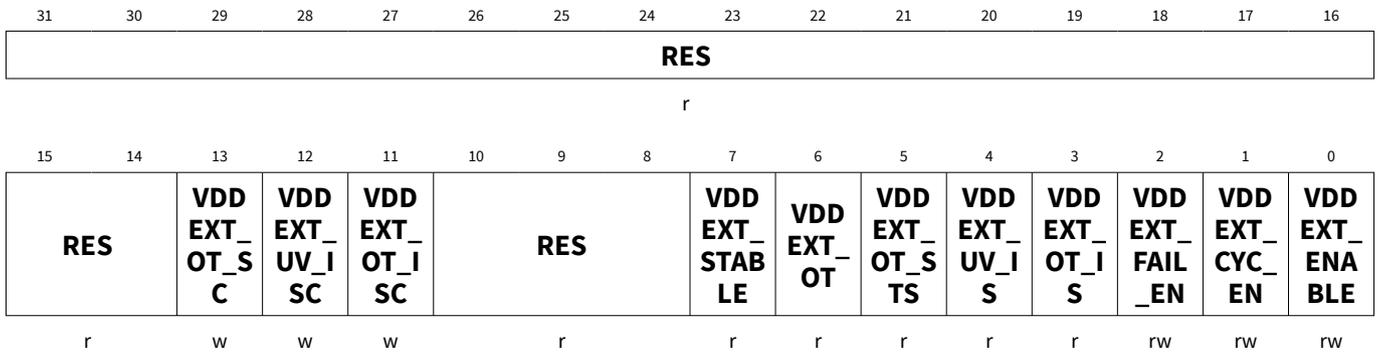 31 30 29 28 27 26 25 24 23 22 21 20 19 18 17 16
RES
r
15 14 13 12 11 10 9 8 7 6 5 4 3 2 1 0
RES
VDD
EXT_
OT_S
C
VDD
EXT_
UV_I
SC
VDD
EXT_
OT_I
SC
RES
VDD
EXT_
STAB
LE
VDD
EXT_
OT
VDD
EXT_
OT_S
TS
VDD
EXT_
UV_I
S
VDD
EXT_
OT_I
S
VDD
EXT_
FAIL
_EN
VDD
EXT_
CYC_
EN
VDD
EXT_
ENA
BLE
r w w w r r r r r r rw rw rw